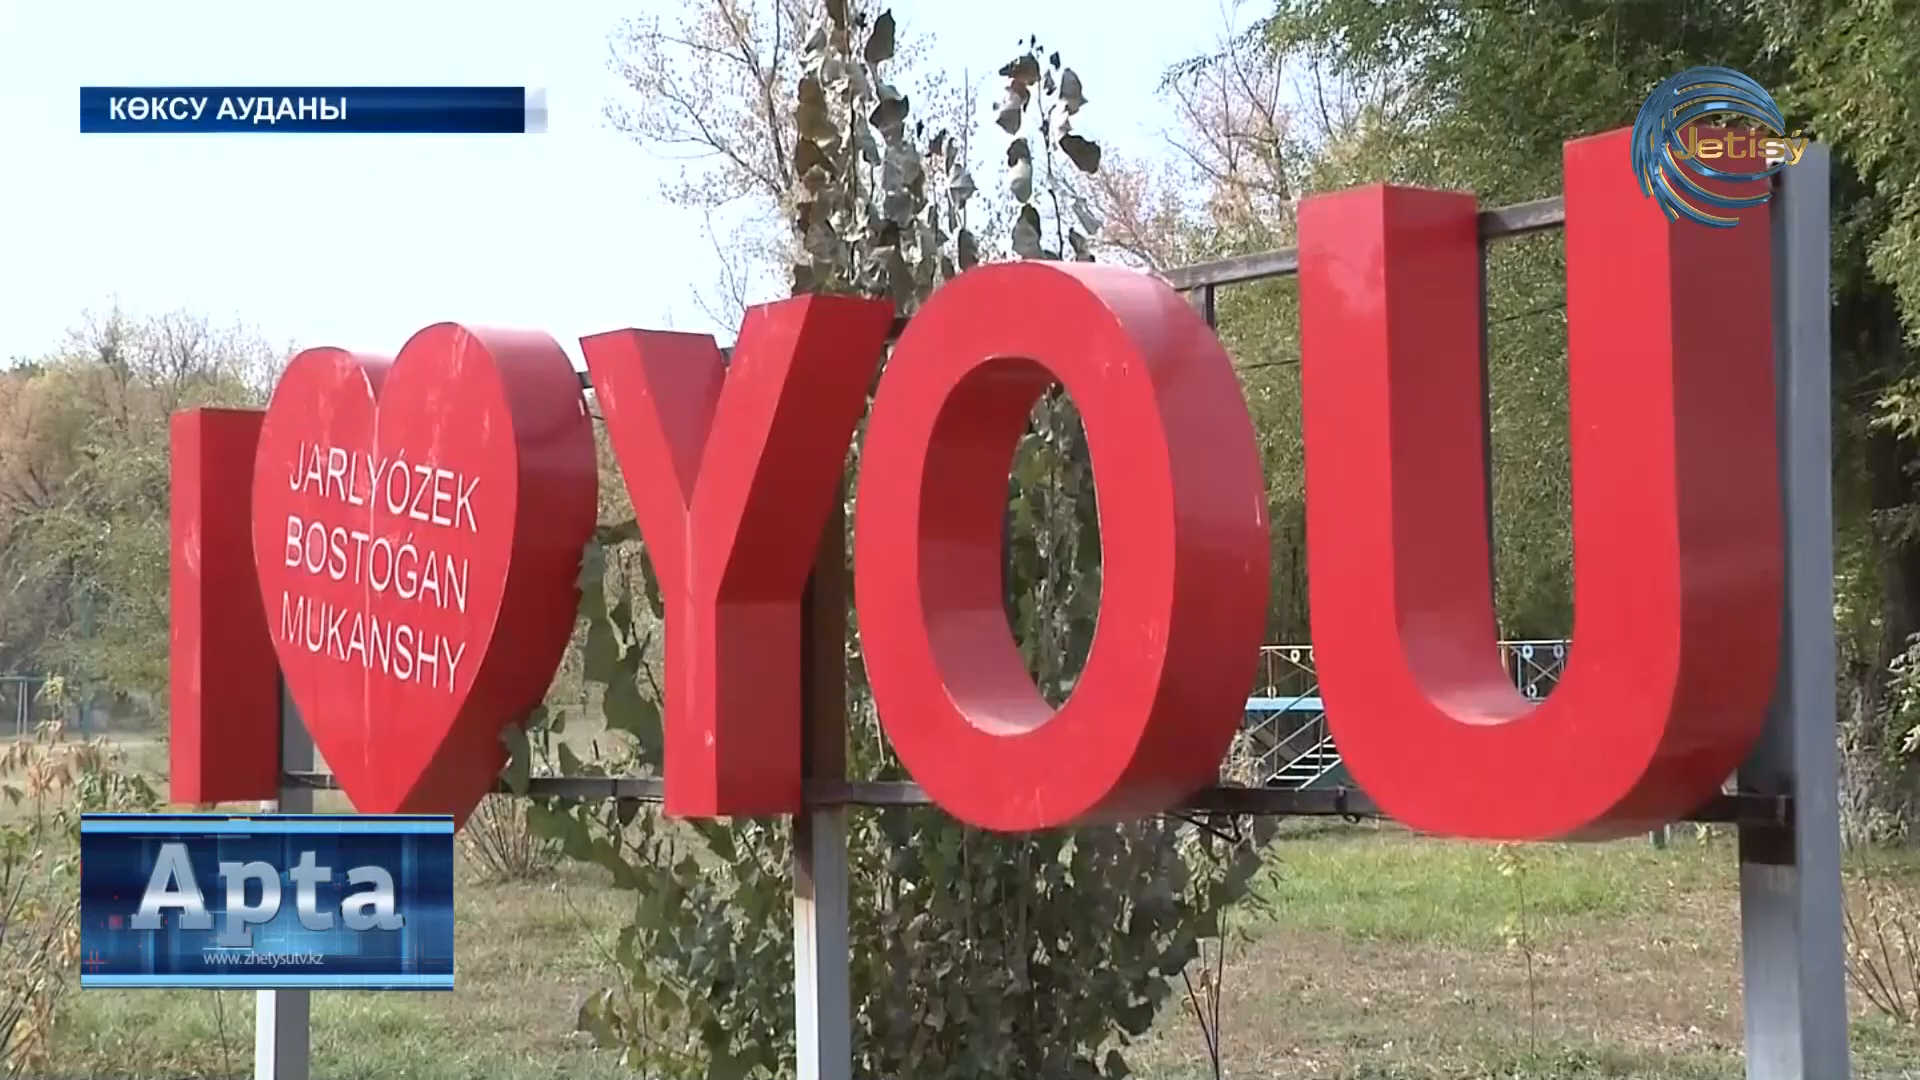 КӨКСУ АУДАНЫ
Jetisý
I YOU
JARLYÓZEK
BOSTOǴAN
MUKANSHY
Apta
www.zhetysutv.kz